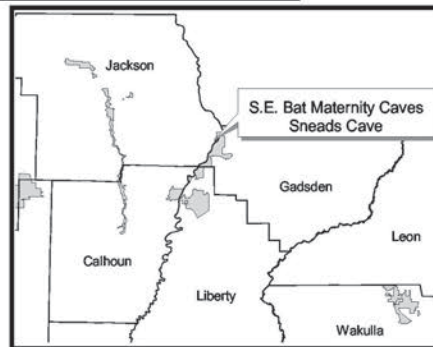 Jackson
S.E. Bat Maternity Caves
Sneads Cave
Gadsden
Leon
Calhoun
Liberty
Wakulla